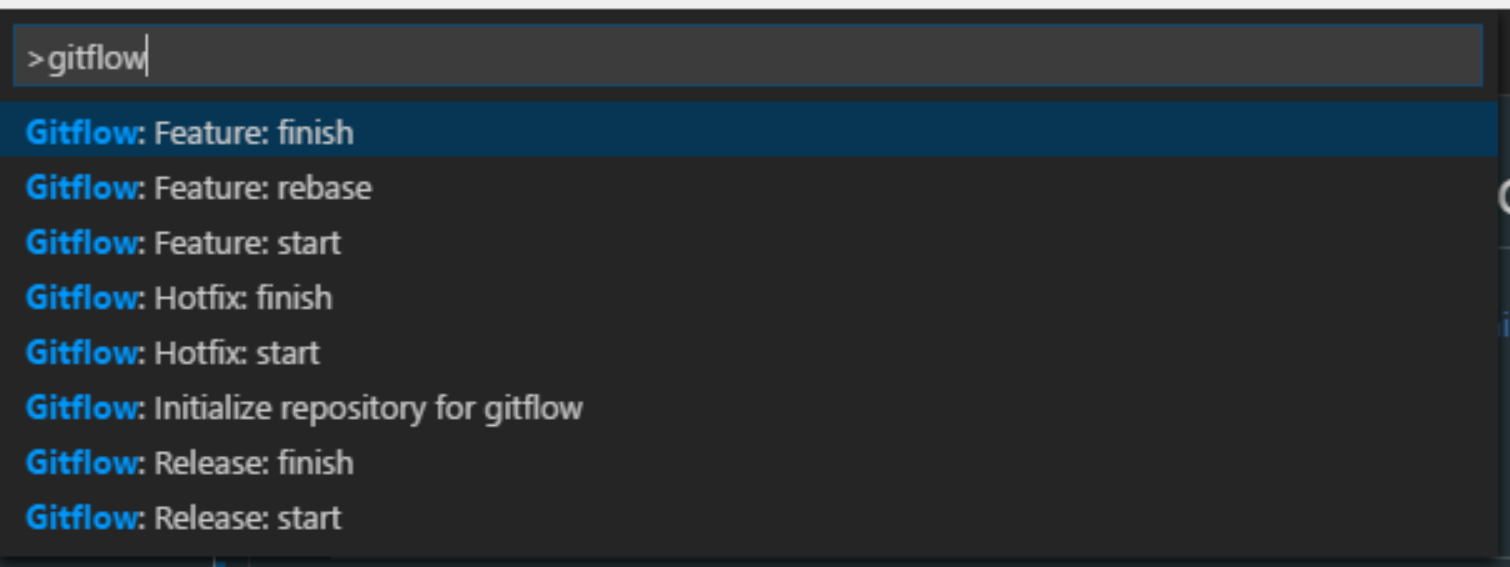 >gitflow
Gitflow: Feature: finish
Gitflow: Feature: rebase
Gitflow: Feature: start
Gitflow: Hotfix: finish
Gitflow: Hotfix: start
Gitflow: Initialize repository for gitflow
Gitflow: Release: finish
Gitflow: Release: start